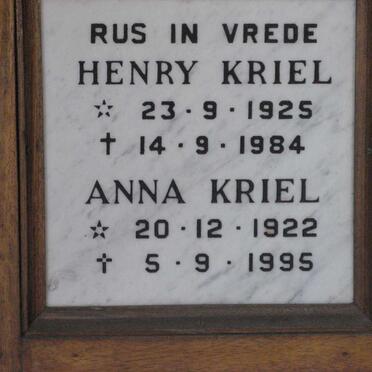 RUS IN VREDE
HENRY KRIEL
☆ 23·9·1925
✝ 14·9·1984
ANNA KRIEL
☆ 20·12·1922
✝ 5·9·1995